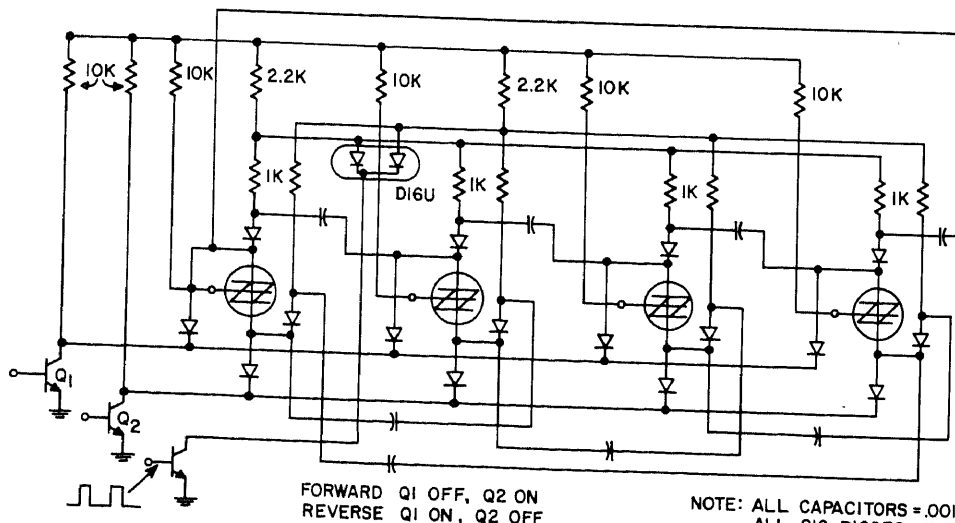 10K
10K
2.2K
10K
2.2K
10K
10K
1K
D16U
1K
1K
1K
Q1
Q2
FORWARD Q1 OFF, Q2 ON
REVERSE Q1 ON, Q2 OFF
NOTE: ALL CAPACITORS = .001